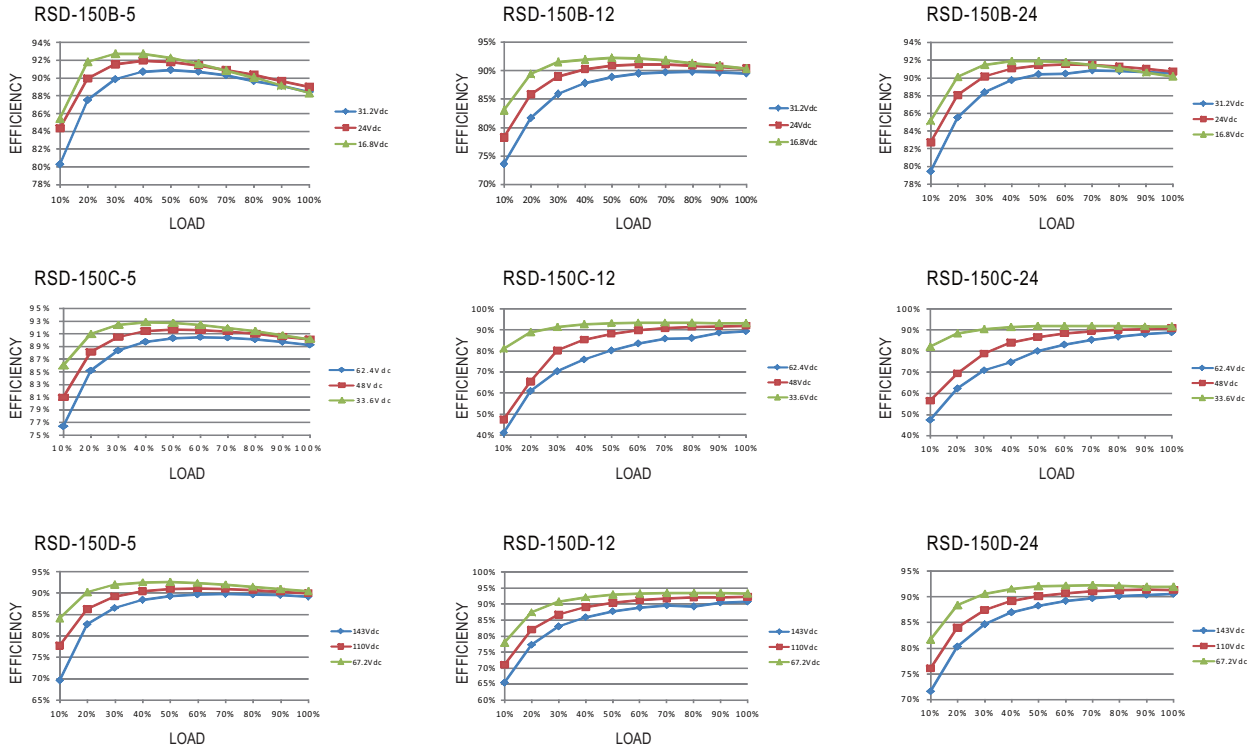 RSD-150B-5
EFFICIENCY
94%
92%
90%
88%
86%
84%
82%
80%
78%
10% 20% 30% 40% 50% 60% 70% 80% 90% 100%
LOAD
31.2Vdc
24Vdc
16.8Vdc
RSD-150B-12
EFFICIENCY
95%
90%
85%
80%
75%
70%
10% 20% 30% 40% 50% 60% 70% 80% 90% 100%
LOAD
31.2Vdc
24Vdc
16.8Vdc
RSD-150B-24
EFFICIENCY
94%
92%
90%
88%
86%
84%
82%
80%
78%
10% 20% 30% 40% 50% 60% 70% 80% 90% 100%
LOAD
31.2Vdc
24Vdc
16.8Vdc
RSD-150C-5
EFFICIENCY
95%
93%
91%
89%
87%
85%
83%
81%
79%
77%
75%
10% 20% 30% 40% 50% 60% 70% 80% 90% 100%
LOAD
62.4Vdc
48Vdc
33.6Vdc
RSD-150C-12
EFFICIENCY
100%
90%
80%
70%
60%
50%
40%
10% 20% 30% 40% 50% 60% 70% 80% 90% 100%
LOAD
62.4Vdc
48Vdc
33.6Vdc
RSD-150C-24
EFFICIENCY
100%
90%
80%
70%
60%
50%
40%
10% 20% 30% 40% 50% 60% 70% 80% 90% 100%
LOAD
62.4Vdc
48Vdc
33.6Vdc
RSD-150D-5
EFFICIENCY
95%
90%
85%
80%
75%
70%
65%
10% 20% 30% 40% 50% 60% 70% 80% 90% 100%
LOAD
143Vdc
110Vdc
67.2Vdc
RSD-150D-12
EFFICIENCY
100%
95%
90%
85%
80%
75%
70%
65%
60%
10% 20% 30% 40% 50% 60% 70% 80% 90% 100%
LOAD
143Vdc
110Vdc
67.2Vdc
RSD-150D-24
EFFICIENCY
95%
90%
85%
80%
75%
70%
10% 20% 30% 40% 50% 60% 70% 80% 90% 100%
LOAD
143Vdc
110Vdc
67.2Vdc